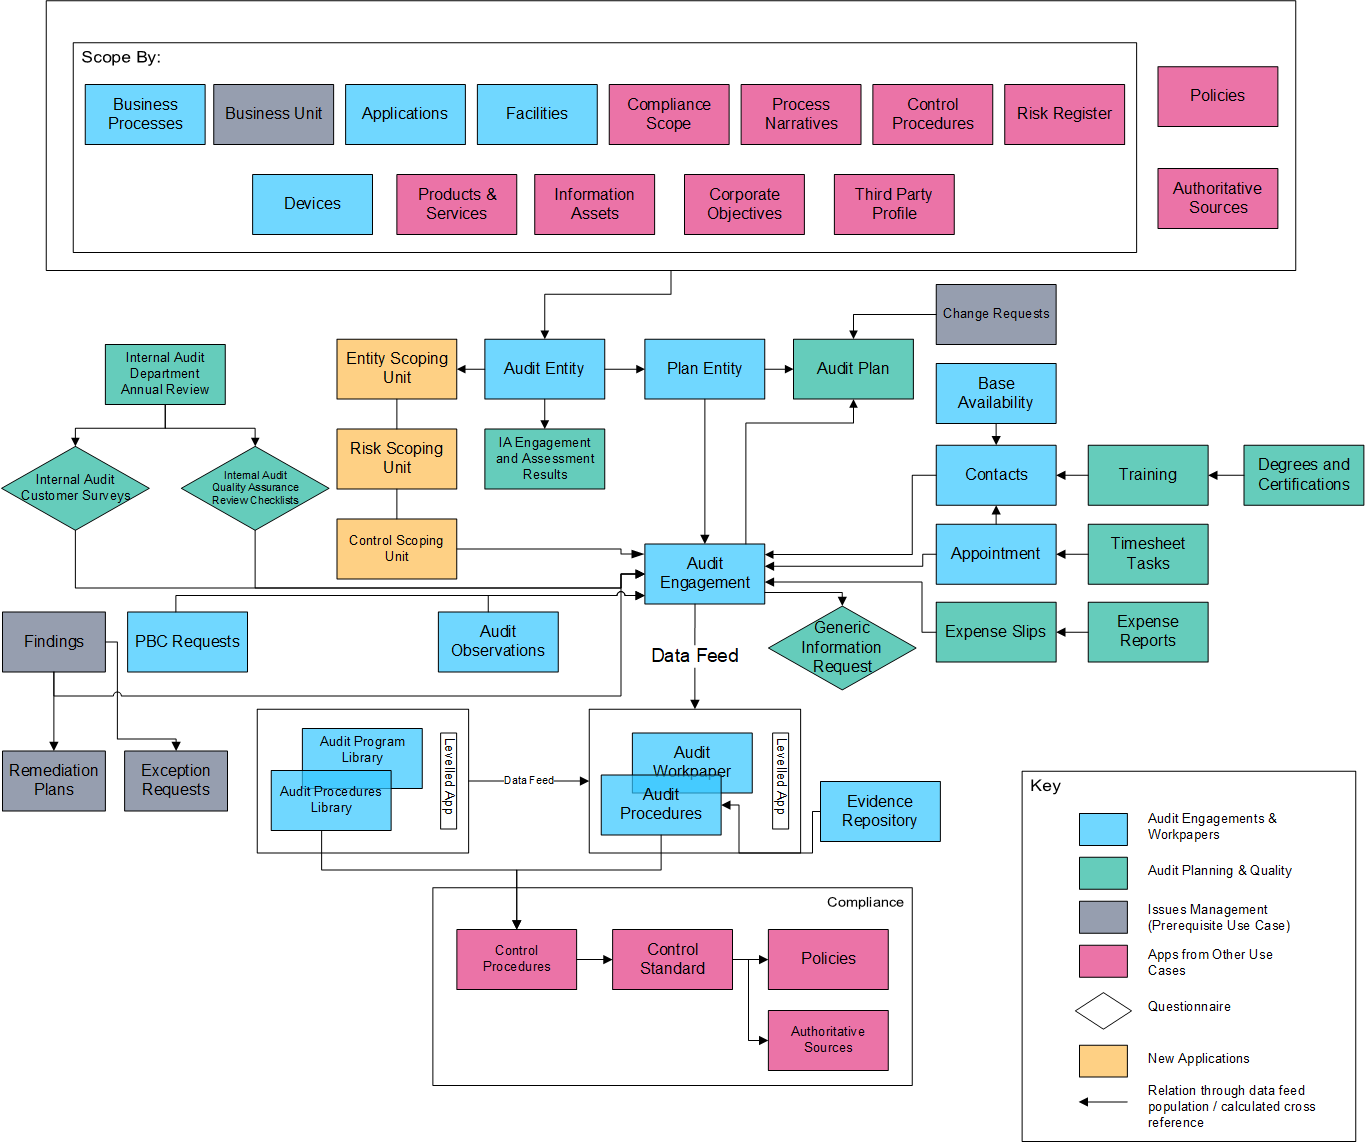 Scope By:
Business
Processes
Business Unit
Applications
Facilities
Compliance
Scope
Process
Narratives
Control
Procedures
Risk Register
Policies
Devices
Products &
Services
Information
Assets
Corporate
Objectives
Third Party
Profile
Authoritative
Sources
Change Requests
Internal Audit
Department
Annual Review
Entity Scoping
Unit
Audit Entity
Plan Entity
Audit Plan
Base
Availability
Risk Scoping
Unit
IA Engagement
and Assessment
Results
Internal Audit
Customer Surveys
Internal Audit
Quality Assurance
Review Checklists
Contacts
Training
Degrees and
Certifications
Control Scoping
Unit
Audit
Engagement
Appointment
Timesheet
Tasks
Findings
PBC Requests
Audit
Observations
Data Feed
Generic
Information
Request
Expense Slips
Expense
Reports
Remediation
Plans
Exception
Requests
Audit Program
Library
Audit Procedures
Library
Levelled App
Data Feed
Audit
Workpaper
Audit
Procedures
Levelled App
Evidence
Repository
Compliance
Control
Procedures
Control
Standard
Policies
Authoritative
Sources
Key
Audit Engagements &
Workpapers
Audit Planning & Quality
Issues Management
(Prerequisite Use Case)
Apps from Other Use
Cases
Questionnaire
New Applications
Relation through data feed
population / calculated cross
reference